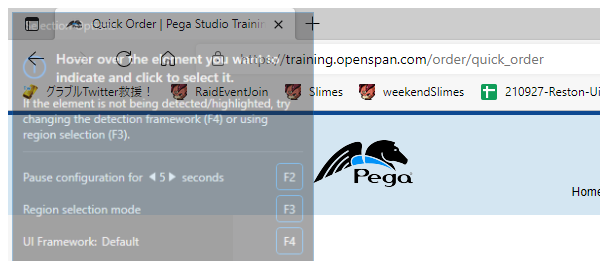 Selection Options
Quick Order | Pega Studio Trainin
Hover over the element you want to
indicate and click to select it.
https://training.openspan.com/order/quick_order
グラブルTwitter救援！
RaidEventJoin
Slimes
weekendSlimes
210927-Reston-Ui
If the element is not being detected/highlighted, try
changing the detection framework (F4) or using
region selection (F3).
Pause configuration for 5 seconds
F2
Region selection mode
F3
UI Framework: Default
F4
Pega
Home